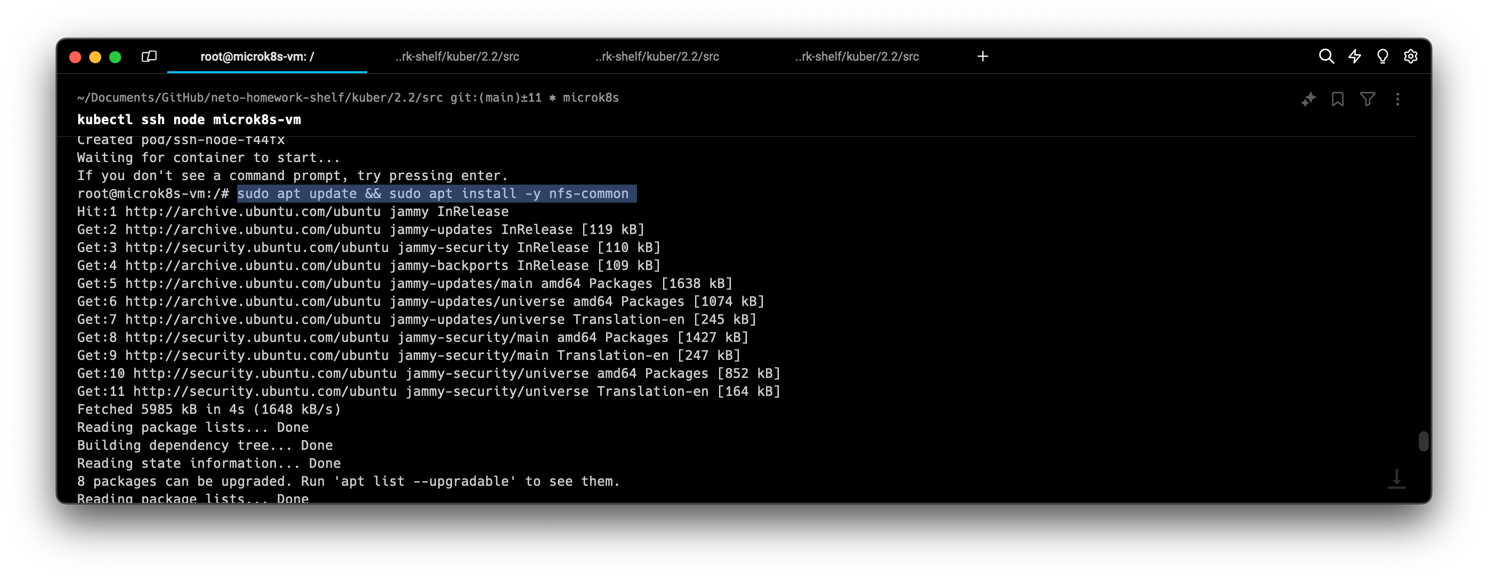 root@microk8s-vm: / ..rk-shelf/kuber/2.2/src ..rk-shelf/kuber/2.2/src ..rk-shelf/kuber/2.2/src +
~/Documents/GitHub/neto-homework-shelf/kuber/2.2/src git:(main)±11 ⎈ microk8s
kubectl ssh node microk8s-vm
Created pod/ssh-node-f44fx
Waiting for container to start...
If you don't see a command prompt, try pressing enter.
root@microk8s-vm:/# sudo apt update && sudo apt install -y nfs-common
Hit:1 http://archive.ubuntu.com/ubuntu jammy InRelease
Get:2 http://archive.ubuntu.com/ubuntu jammy-updates InRelease [119 kB]
Get:3 http://security.ubuntu.com/ubuntu jammy-security InRelease [110 kB]
Get:4 http://archive.ubuntu.com/ubuntu jammy-backports InRelease [109 kB]
Get:5 http://archive.ubuntu.com/ubuntu jammy-updates/main amd64 Packages [1638 kB]
Get:6 http://archive.ubuntu.com/ubuntu jammy-updates/universe amd64 Packages [1074 kB]
Get:7 http://archive.ubuntu.com/ubuntu jammy-updates/universe Translation-en [245 kB]
Get:8 http://security.ubuntu.com/ubuntu jammy-security/main amd64 Packages [1427 kB]
Get:9 http://security.ubuntu.com/ubuntu jammy-security/main Translation-en [247 kB]
Get:10 http://security.ubuntu.com/ubuntu jammy-security/universe amd64 Packages [852 kB]
Get:11 http://security.ubuntu.com/ubuntu jammy-security/universe Translation-en [164 kB]
Fetched 5985 kB in 4s (1648 kB/s)
Reading package lists... Done
Building dependency tree... Done
Reading state information... Done
8 packages can be upgraded. Run 'apt list --upgradable' to see them.
Reading package lists... Done